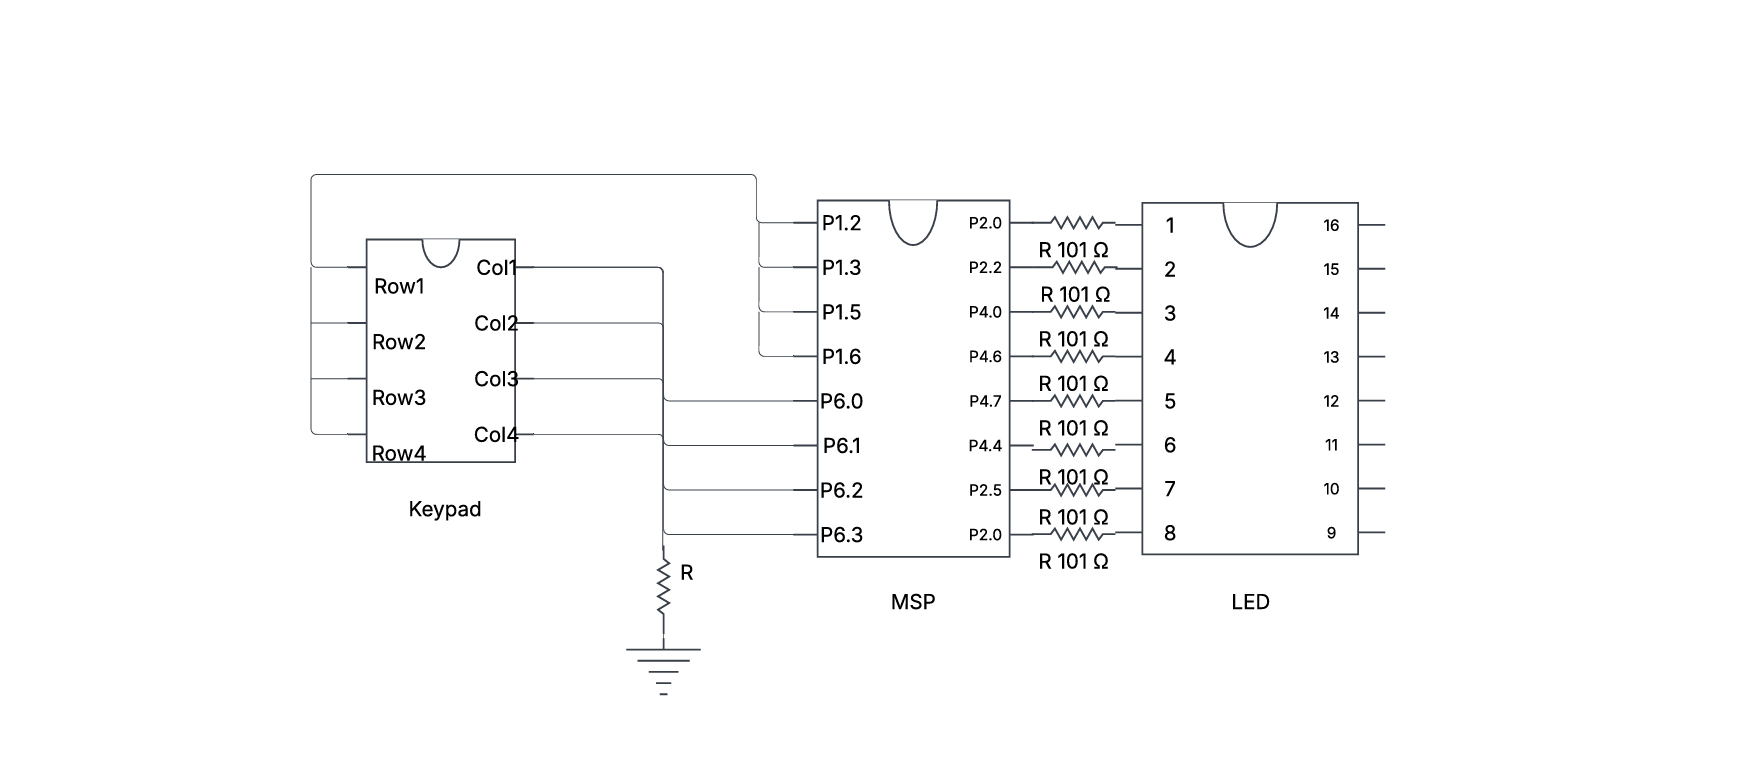 Row1
Row2
Row3
Row4
Col1
Col2
Col3
Col4
Keypad
R
P1.2
P1.3
P1.5
P1.6
P6.0
P6.1
P6.2
P6.3
P2.0
P2.2
P4.0
P4.6
P4.7
P4.4
P2.5
P2.0
MSP
R 101 Ω
R 101 Ω
R 101 Ω
R 101 Ω
R 101 Ω
R 101 Ω
R 101 Ω
R 101 Ω
1
2
3
4
5
6
7
8
16
15
14
13
12
11
10
9
LED